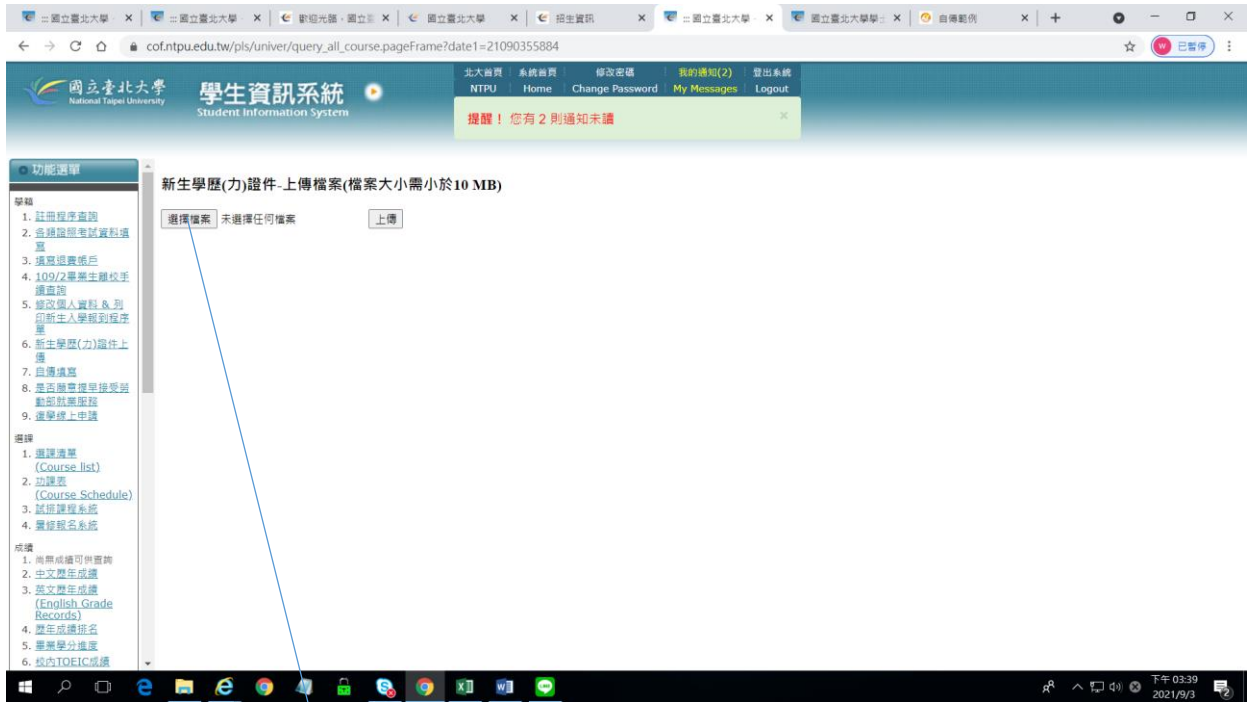 ::: 國立臺北大學 -
::: 國立臺北大學 -
歡迎光臨 - 國立
國立臺北大學
招生資訊
::: 國立臺北大學 -
國立臺北大學學
自傳範例
cof.ntpu.edu.tw/pls/univer/query_all_course.pageFrame?date1=21090355884
W 已暫停
國立臺北大學
National Taipei University
學生資訊系統
Student Information System
北大首頁 系統首頁 修改密碼 我的通知(2) 登出系統
NTPU Home Change Password My Messages Logout
提醒！ 您有 2 則通知未讀
功能選單
新生學歷(力)證件-上傳檔案(檔案大小需小於10 MB)
選擇檔案 未選擇任何檔案 上傳
學籍
1. 註冊程序查詢
2. 各類證照考試資料填
寫
3. 填寫退費帳戶
4. 109/2畢業生離校手
續查詢
5. 修改個人資料 & 列
印新生入學報到程序
單
6. 新生學歷(力)證件上
傳
7. 自傳填寫
8. 是否願意提早接受勞
動部就業服務
9. 復學線上申請
選課
1. 選課清單
(Course list)
2. 功課表
(Course Schedule)
3. 試排課程系統
4. 暑修報名系統
成績
1. 尚無成績可供查詢
2. 中文歷年成績
3. 英文歷年成績
(English Grade
Records)
4. 歷年成績排名
5. 畢業學分進度
6. 校內TOEIC成績
下午 03:39
2021/9/3
2